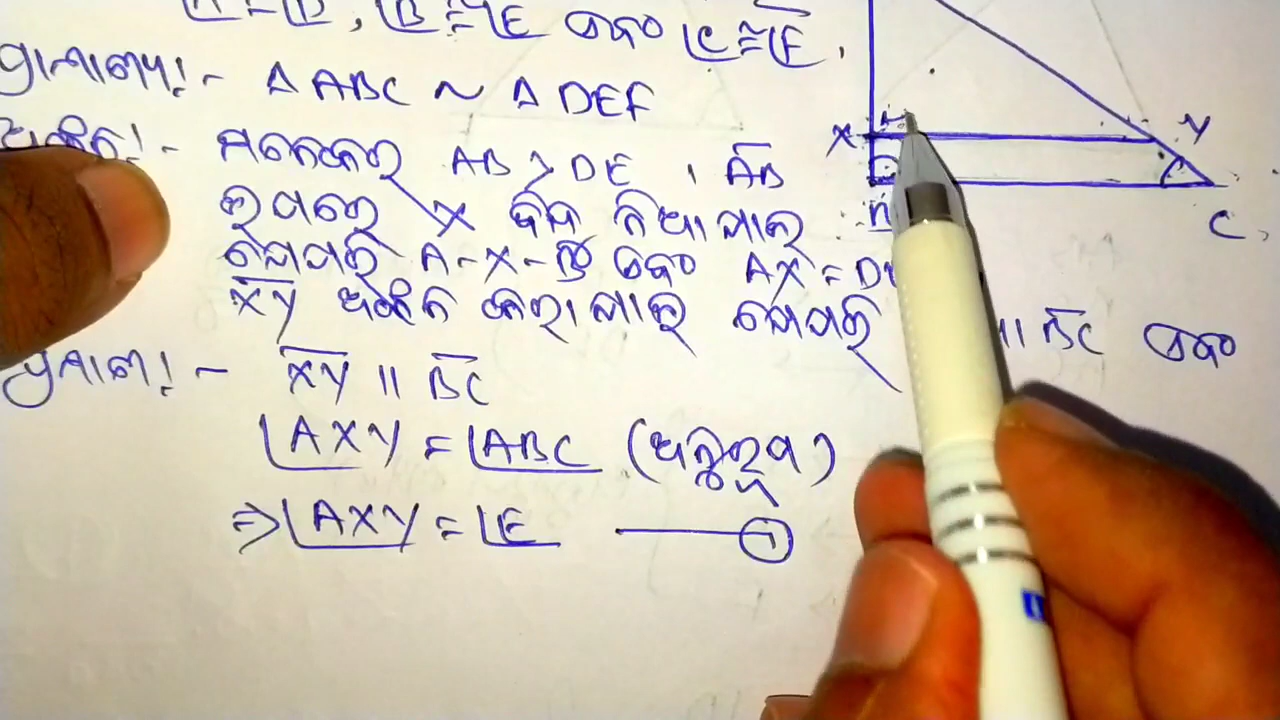 ∠A ≅ ∠D, ∠B ≅ ∠E ଏବଂ ∠C ≅ ∠F.
ପ୍ରାମାଣ୍ୟ:- Δ ABC ~ Δ DEF
ଅଙ୍କନ:- ମନେକର AB > DE । AB
ଉପରେ X ବିନ୍ଦୁ ନିଆଯାଇ
ଯେପରି A-X-B ଏବଂ AX = DE
XY ଅଙ୍କନ କରାଯାଇ ଯେପରି || BC ଏବଂ
ପ୍ରମାଣ:- XY || BC
∠AXY = ∠ABC (ଅନୁରୂପ)
⇒ ∠AXY = ∠E —— ①
X
Y
C